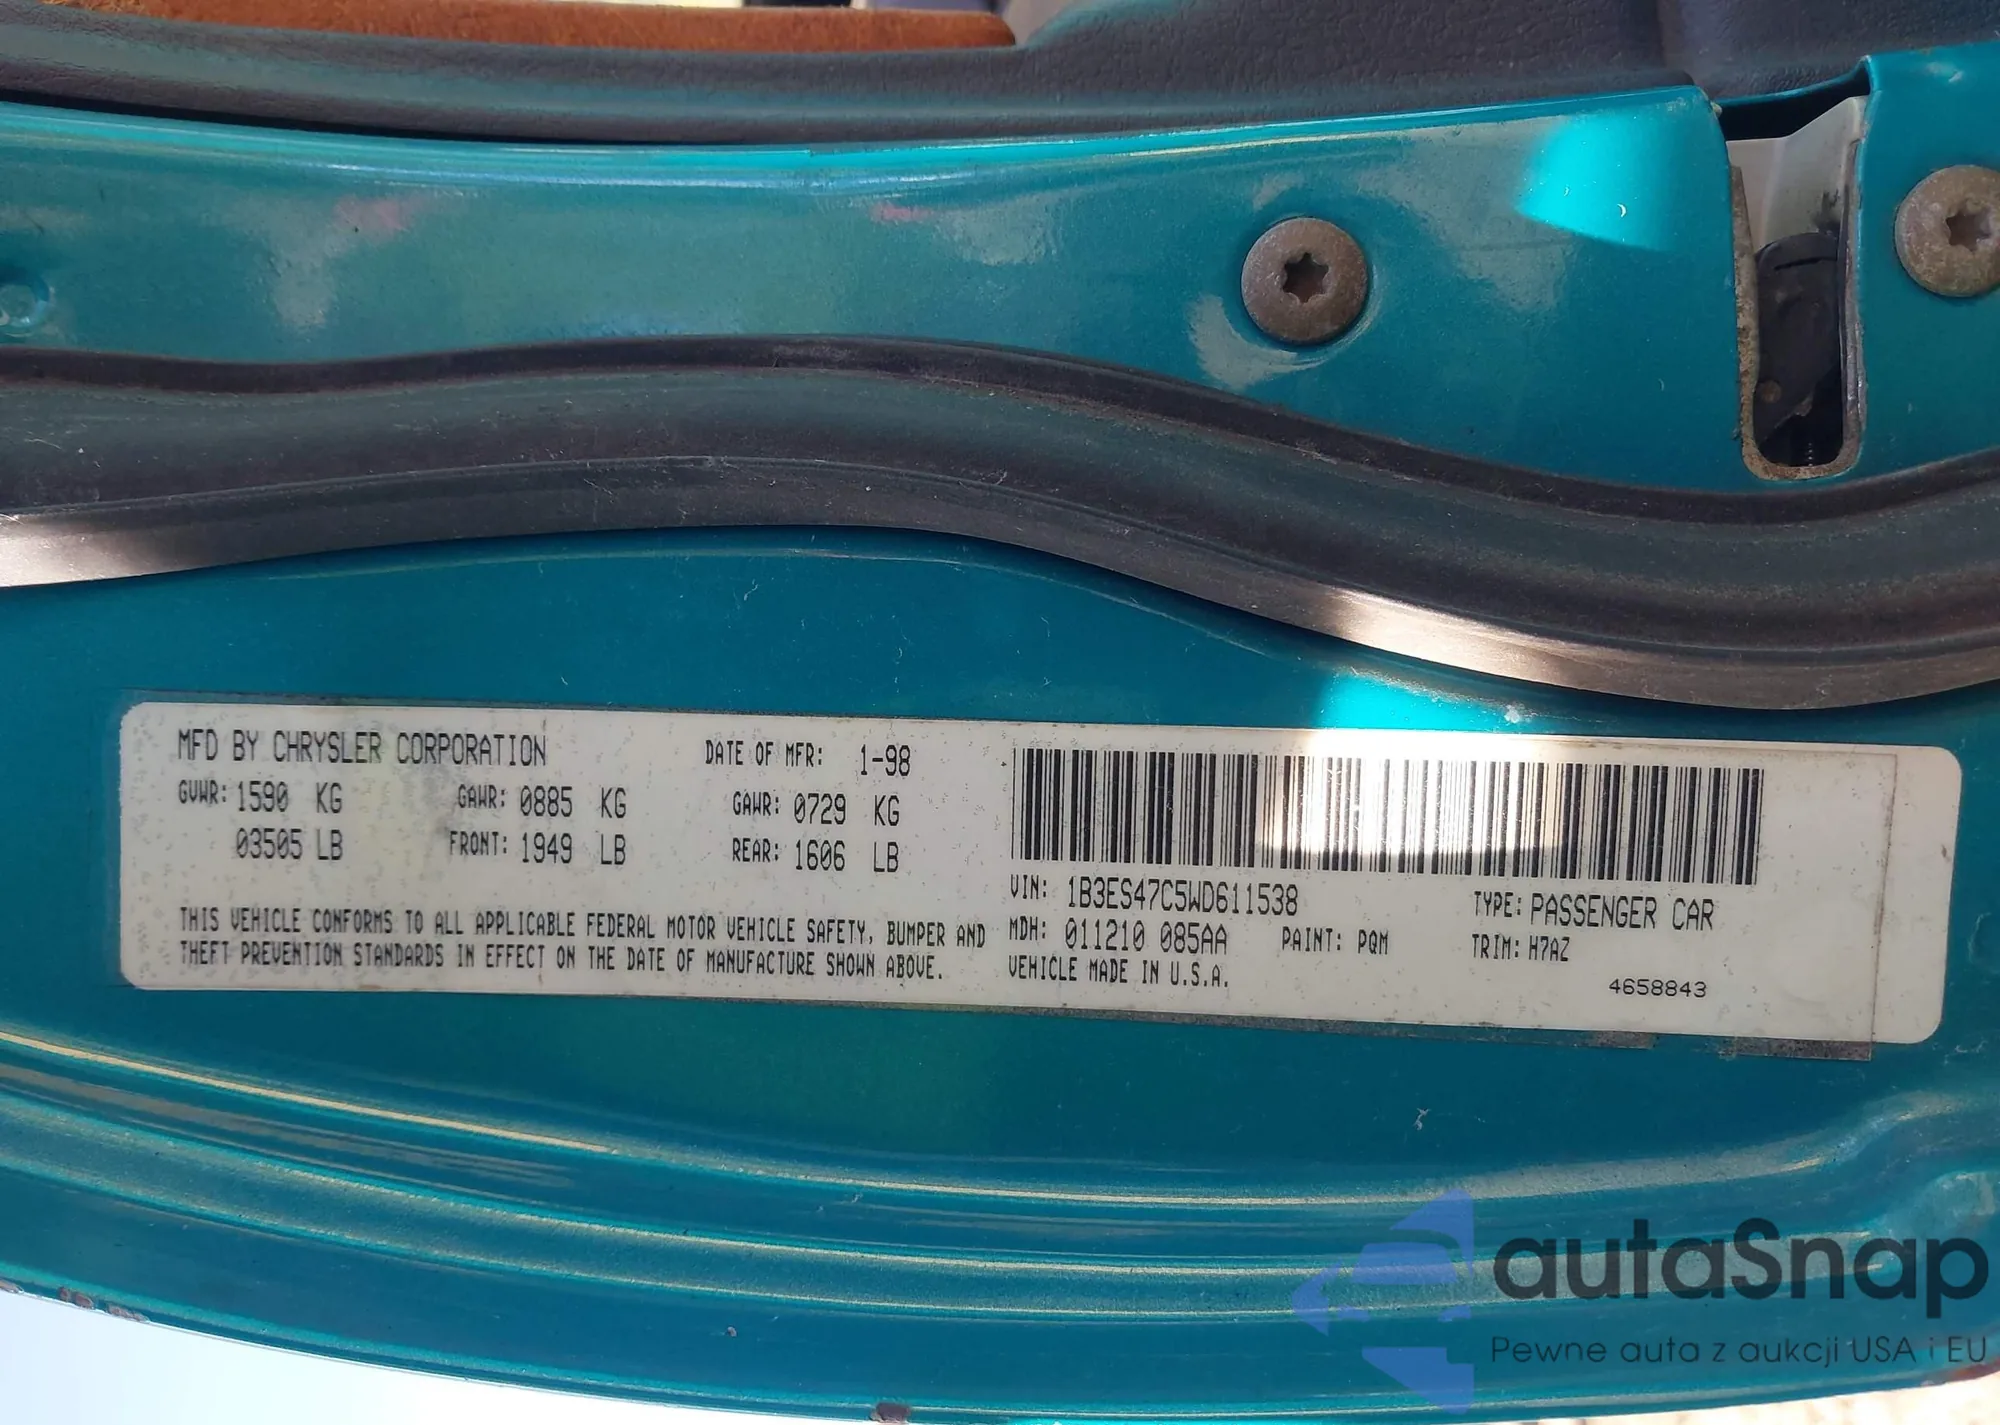 MFD BY CHRYSLER CORPORATION DATE OF MFR: 1-98
GVWR: 1590 KG GAWR: 0885 KG GAWR: 0729 KG
03505 LB FRONT: 1949 LB REAR: 1606 LB
THIS VEHICLE CONFORMS TO ALL APPLICABLE FEDERAL MOTOR VEHICLE SAFETY, BUMPER AND
THEFT PREVENTION STANDARDS IN EFFECT ON THE DATE OF MANUFACTURE SHOWN ABOVE.
VIN: 1B3ES47C5WD611538 TYPE: PASSENGER CAR
MDH: 011210 085AA PAINT: PQM TRIM: H7AZ
VEHICLE MADE IN U.S.A. 4658843
autaSnap
Pewne auta z aukcji USA i EU